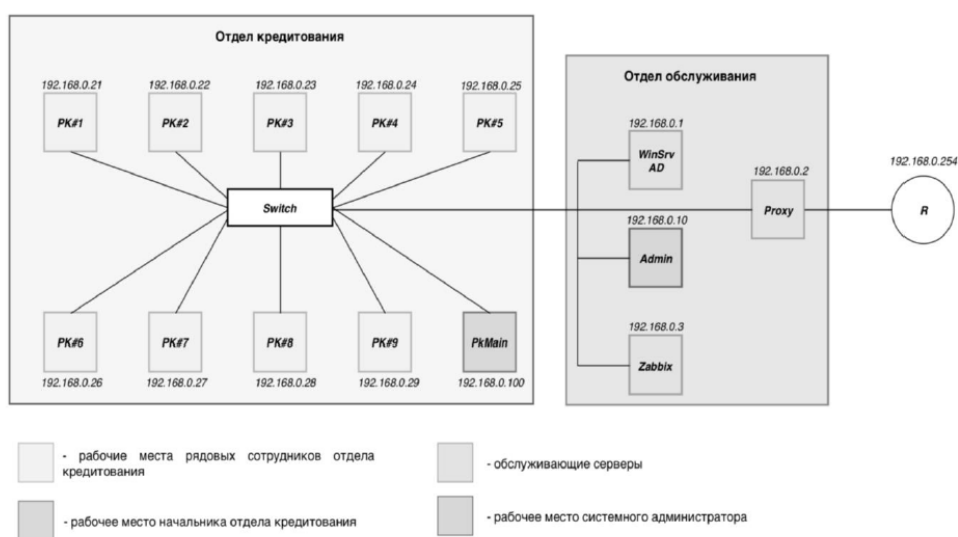 Отдел кредитования
192.168.0.21 192.168.0.22 192.168.0.23 192.168.0.24 192.168.0.25
PK#1 PK#2 PK#3 PK#4 PK#5
Switch
PK#6 PK#7 PK#8 PK#9 PkMain
192.168.0.26 192.168.0.27 192.168.0.28 192.168.0.29 192.168.0.100
Отдел обслуживания
192.168.0.1
WinSrv
AD
192.168.0.2
Proxy
192.168.0.10
Admin
192.168.0.3
Zabbix
192.168.0.254
R
- рабочие места рядовых сотрудников отдела
кредитования
- рабочее место начальника отдела кредитования
- обслуживающие серверы
- рабочее место системного администратора